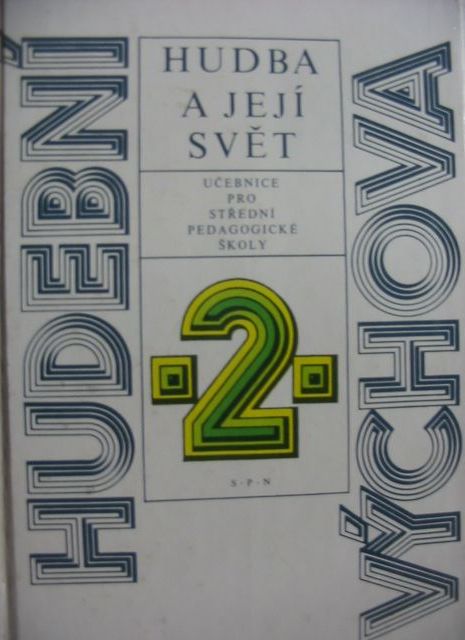 HUDEBNÍ
HUDBA
A JEJÍ
SVĚT
UČEBNICE
PRO
STŘEDNÍ
PEDAGOGICKÉ
ŠKOLY
·2·
S·P·N
VÝCHOVA